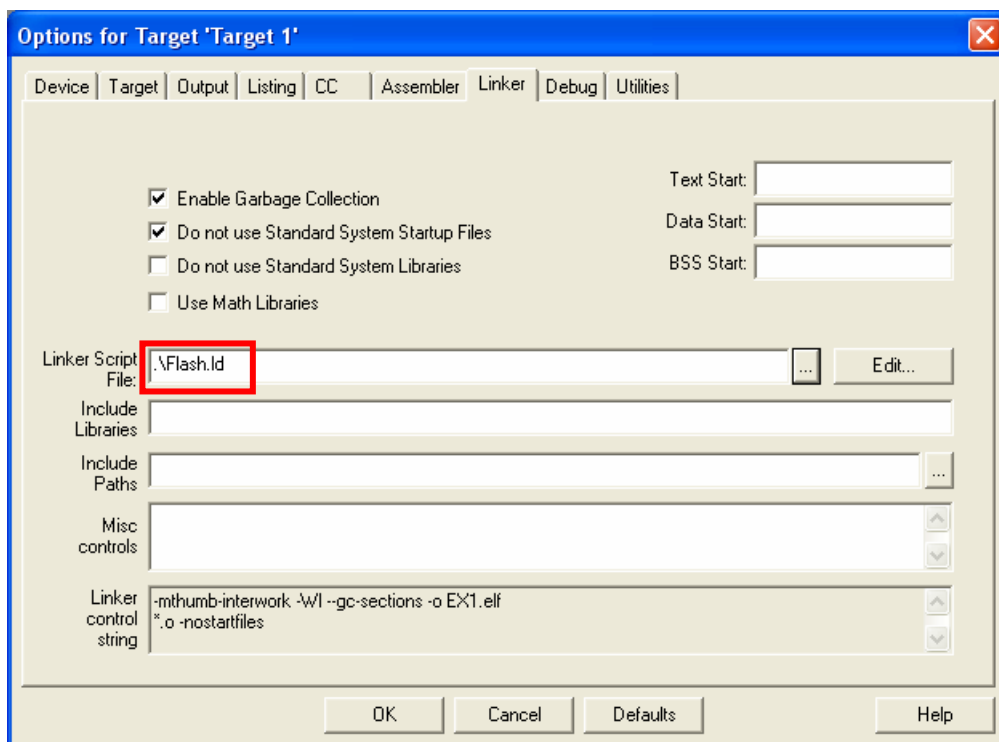 Options for Target 'Target 1'
Device Target Output Listing CC Assembler Linker Debug Utilities
Enable Garbage Collection
Do not use Standard System Startup Files
Do not use Standard System Libraries
Use Math Libraries
Text Start:
Data Start:
BSS Start:
Linker Script
File:
.\Flash.ld
...
Edit...
Include
Libraries
Include
Paths
...
Misc
controls
Linker
control
string
-mthumb-interwork -Wl --gc-sections -o EX1.elf
*.o -nostartfiles
OK Cancel Defaults Help